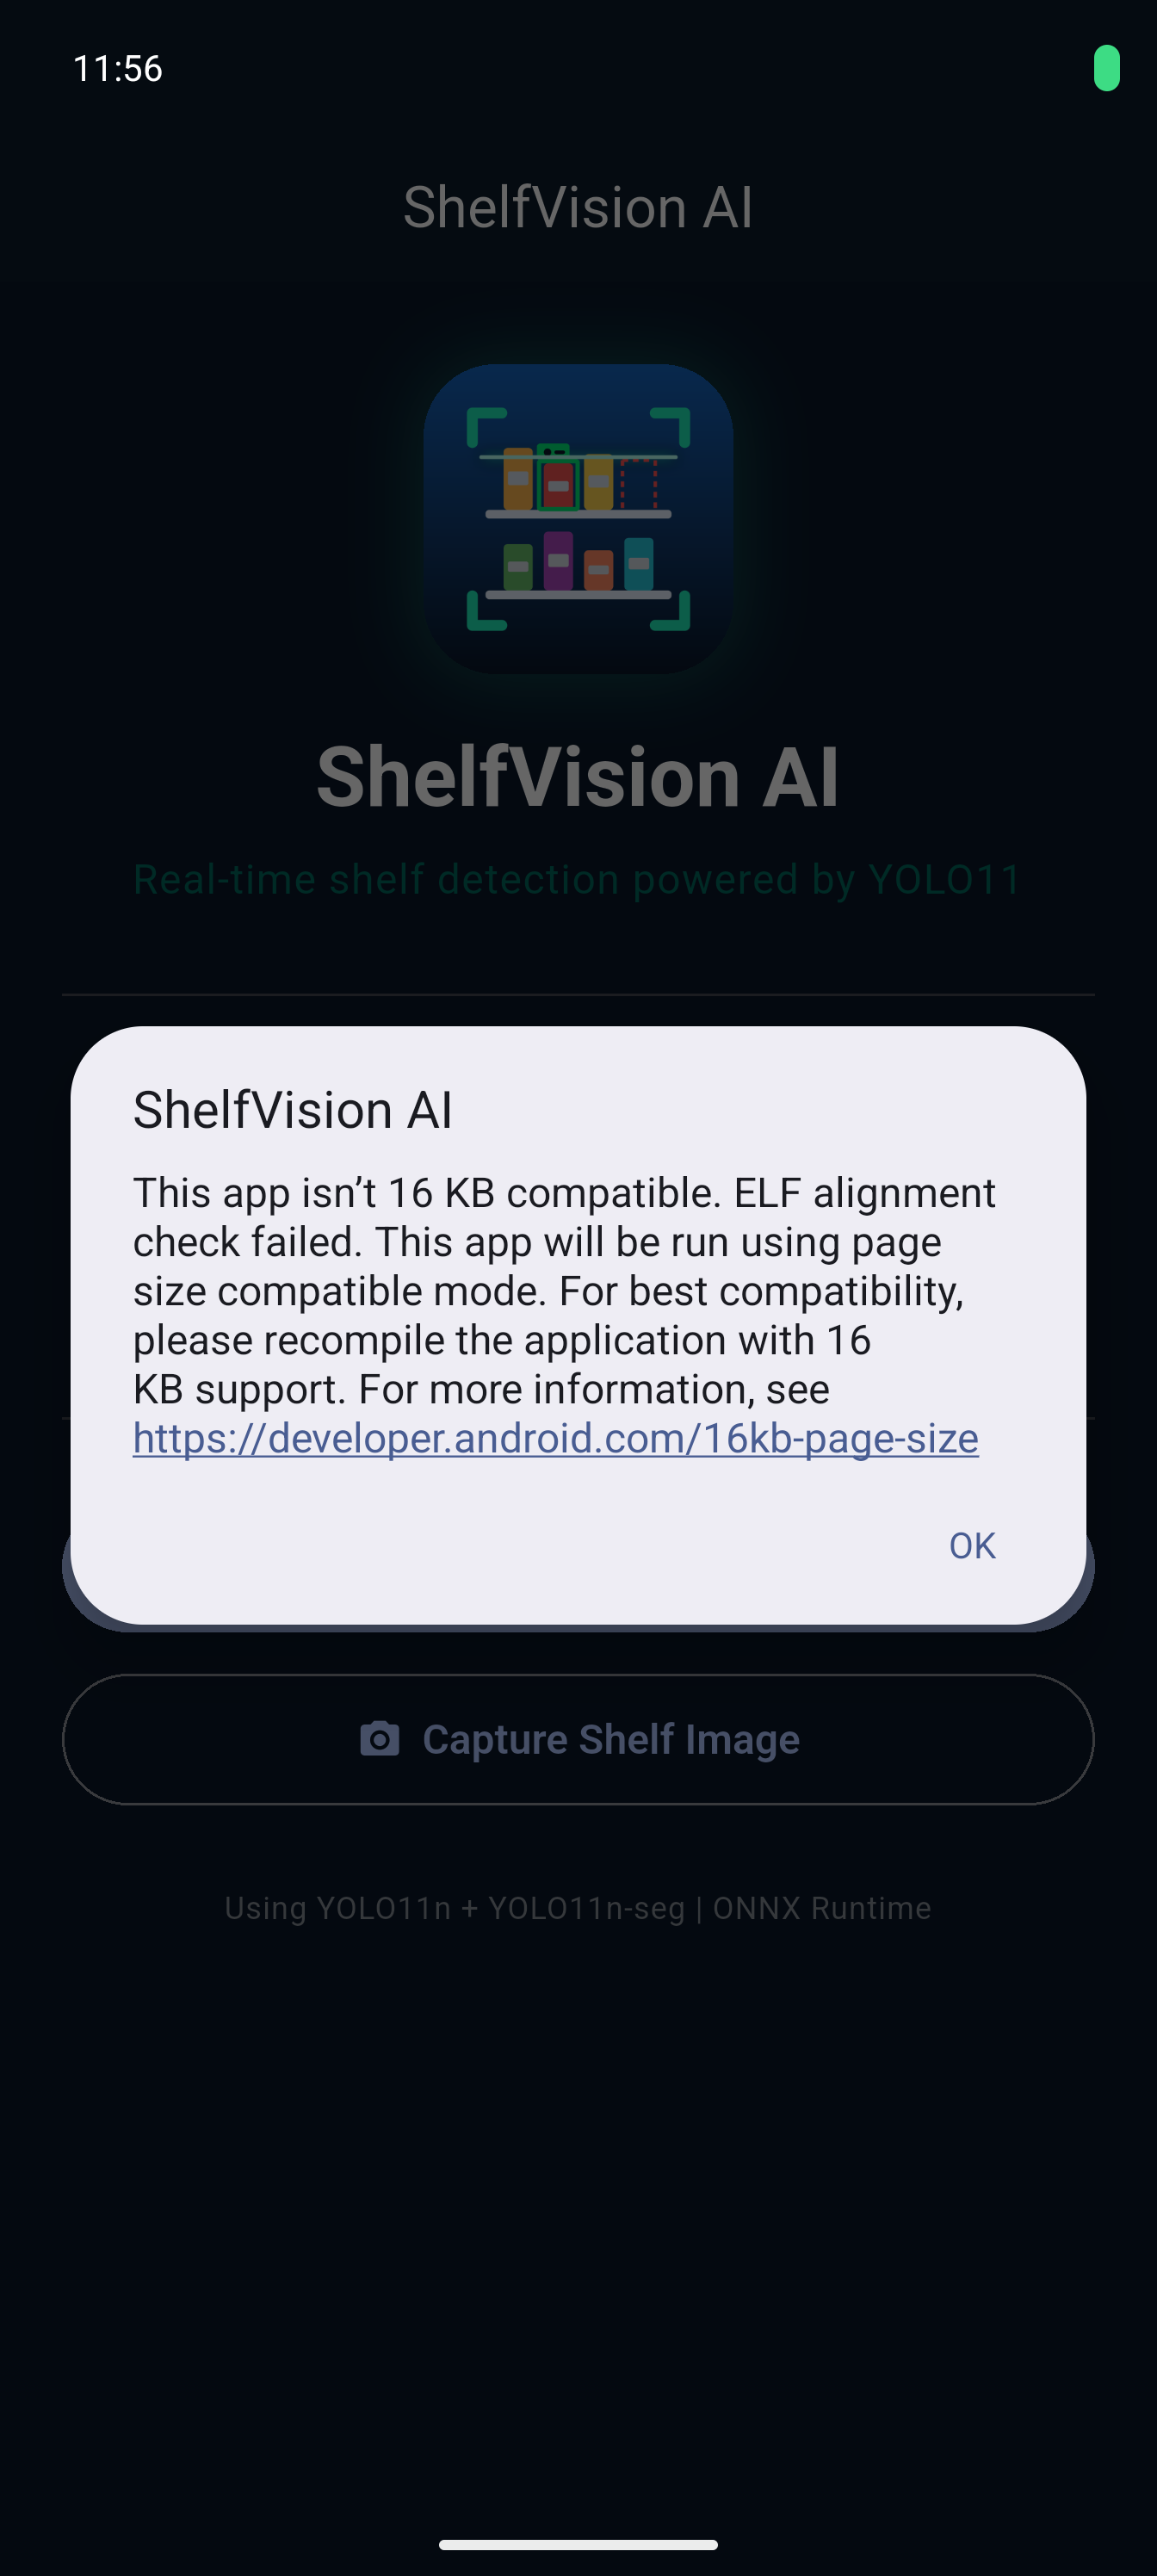 11:56
ShelfVision AI
ShelfVision AI
Real-time shelf detection powered by YOLO11
ShelfVision AI
This app isn’t 16 KB compatible. ELF alignment
check failed. This app will be run using page
size compatible mode. For best compatibility,
please recompile the application with 16
KB support. For more information, see
https://developer.android.com/16kb-page-size
OK
Capture Shelf Image
Using YOLO11n + YOLO11n-seg | ONNX Runtime